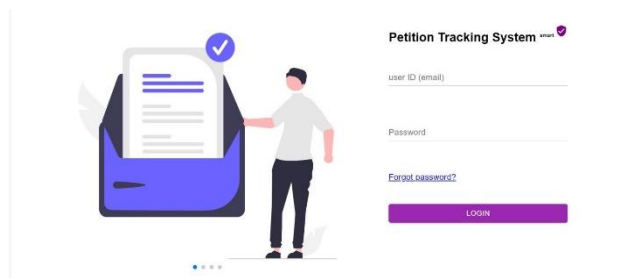 Petition Tracking System smart
user ID (email)
Password
Forgot password?
LOGIN